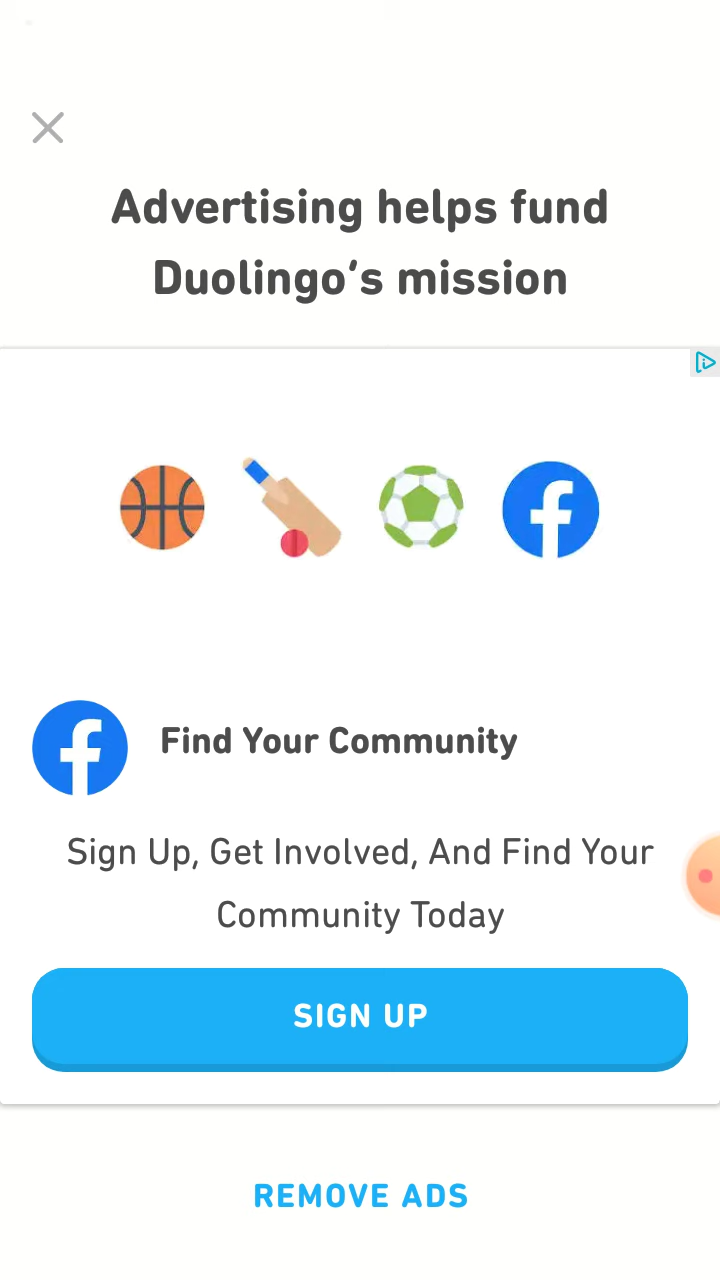 Advertising helps fund
Duolingo‘s mission
Find Your Community
Sign Up, Get Involved, And Find Your
Community Today
SIGN UP
REMOVE ADS